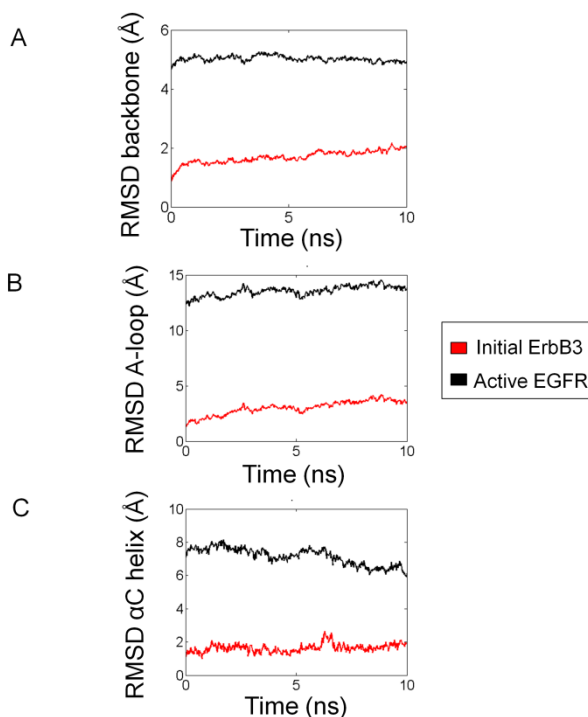 A
RMSD backbone (Å)
6
4
2
0
0 5 10
Time (ns)
B
RMSD A-loop (Å)
15
10
5
0
0 5 10
Time (ns)
Initial ErbB3
Active EGFR
C
RMSD αC helix (Å)
10
8
6
4
2
0
0 5 10
Time (ns)